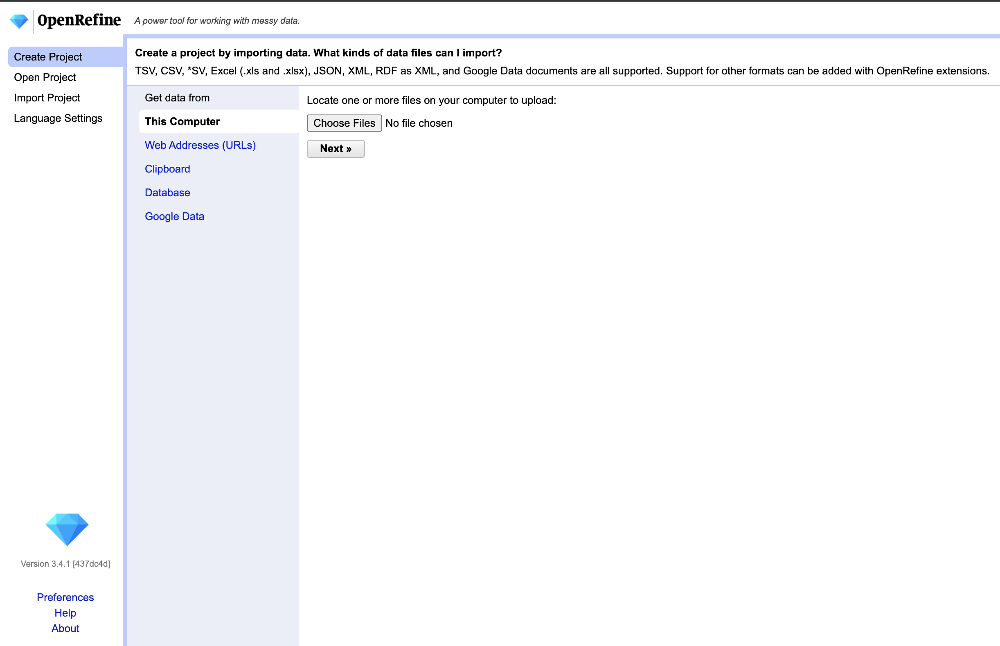 OpenRefine
A power tool for working with messy data.
Create Project
Open Project
Import Project
Language Settings
Create a project by importing data. What kinds of data files can I import?
TSV, CSV, *SV, Excel (.xls and .xlsx), JSON, XML, RDF as XML, and Google Data documents are all supported. Support for other formats can be added with OpenRefine extensions.
Get data from
This Computer
Web Addresses (URLs)
Clipboard
Database
Google Data
Locate one or more files on your computer to upload:
Choose Files No file chosen
Next »
Version 3.4.1 [437dc4d]
Preferences
Help
About